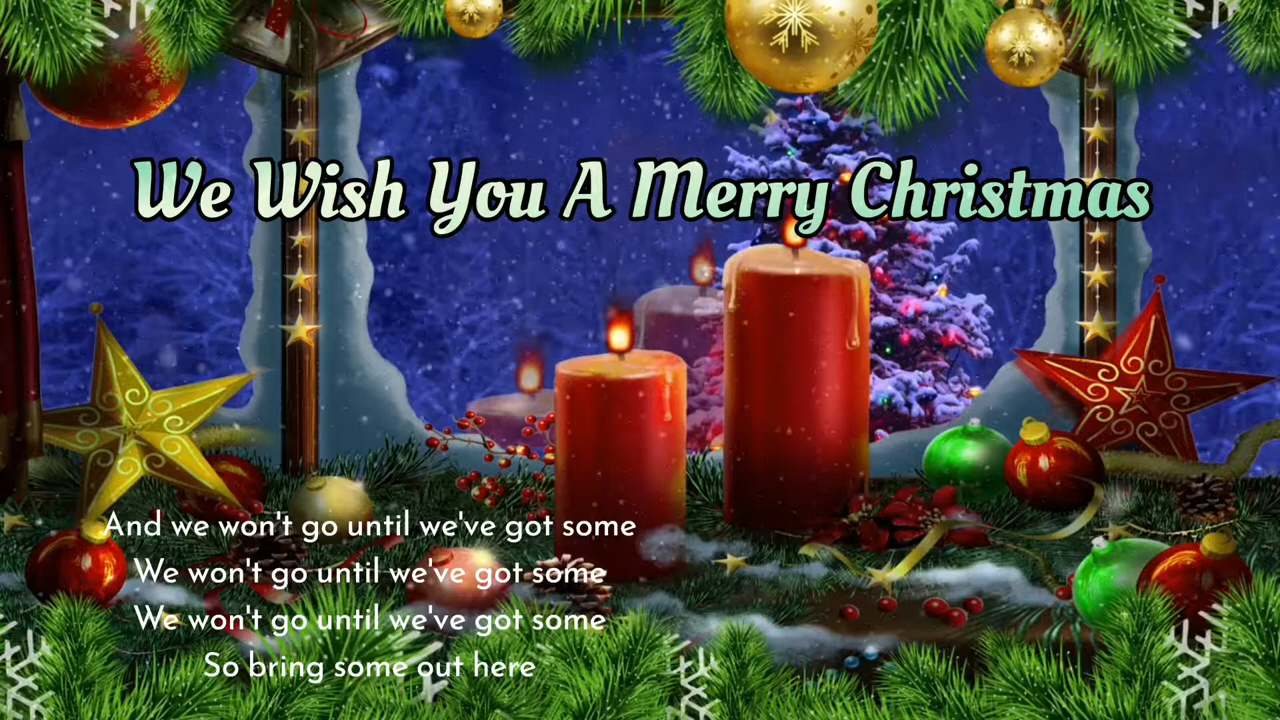 We Wish You A Merry Christmas
And we won't go until we've got some
We won't go until we've got some
We won't go until we've got some
So bring some out here